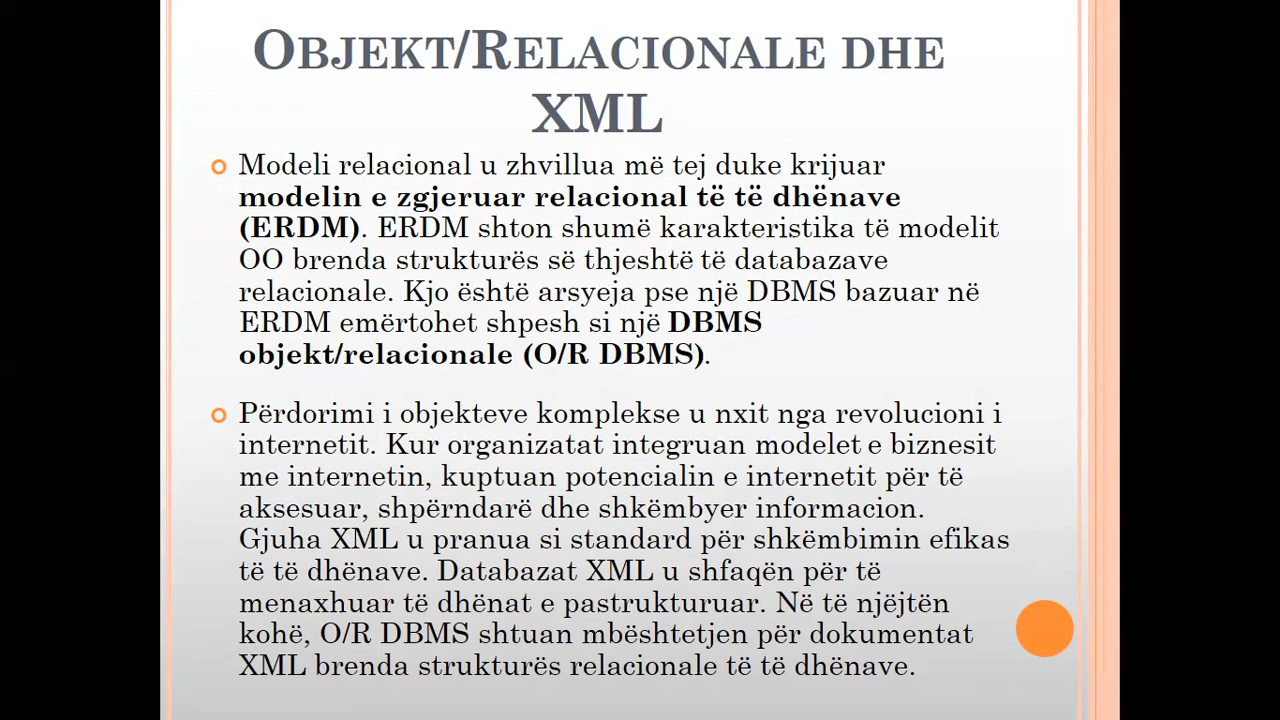 OBJEKT/RELACIONALE DHE
XML
Modeli relacional u zhvillua më tej duke krijuar
modelin e zgjeruar relacional të të dhënave
(ERDM). ERDM shton shumë karakteristika të modelit
OO brenda strukturës së thjeshtë të databazave
relacionale. Kjo është arsyeja pse një DBMS bazuar në
ERDM emërtohet shpesh si një DBMS
objekt/relacionale (O/R DBMS).
Përdorimi i objekteve komplekse u nxit nga revolucioni i
internetit. Kur organizatat integruan modelet e biznesit
me internetin, kuptuan potencialin e internetit për të
aksesuar, shpërndarë dhe shkëmbyer informacion.
Gjuha XML u pranua si standard për shkëmbimin efikas
të të dhënave. Databazat XML u shfaqën për të
menaxhuar të dhënat e pastrukturuar. Në të njëjtën
kohë, O/R DBMS shtuan mbështetjen për dokumentat
XML brenda strukturës relacionale të të dhënave.